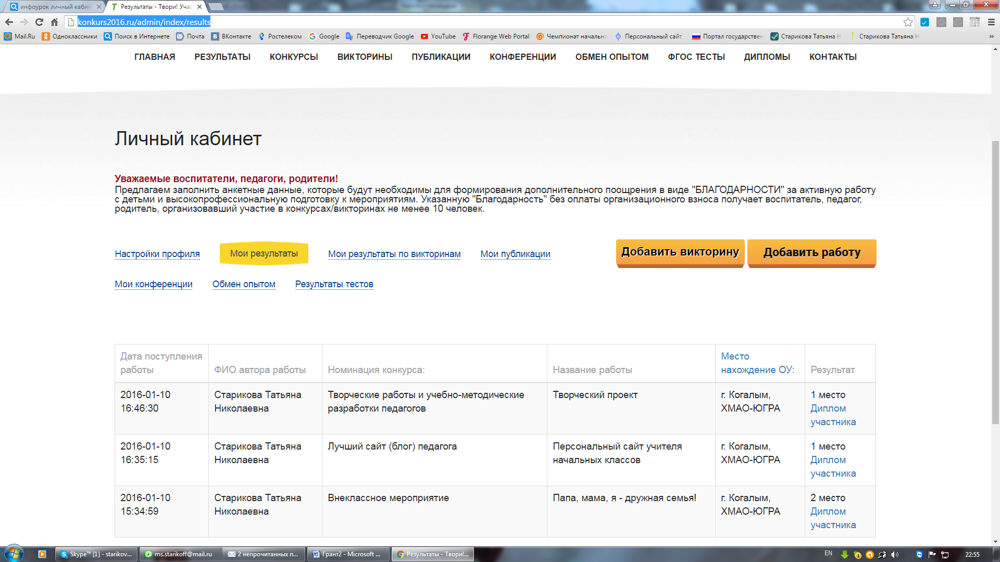 инфоурок личный кабин
Результаты - Твори! Учас
konkurs2016.ru/admin/index/results
Mail.Ru
Одноклассники
Поиск в Интернете
Почта
ВКонтакте
Ростелеком
Google
Переводчик Google
YouTube
Florange Web Portal
Чемпионат начальн
Персональный сайт
Портал государствен
Старикова Татьяна Н
Старикова Татьяна Н
ГЛАВНАЯ РЕЗУЛЬТАТЫ КОНКУРСЫ ВИКТОРИНЫ ПУБЛИКАЦИИ КОНФЕРЕНЦИИ ОБМЕН ОПЫТОМ ФГОС ТЕСТЫ ДИПЛОМЫ КОНТАКТЫ
Личный кабинет
Уважаемые воспитатели, педагоги, родители!
Предлагаем заполнить анкетные данные, которые будут необходимы для формирования дополнительного поощрения в виде "БЛАГОДАРНОСТИ" за активную работу
с детьми и высокопрофессиональную подготовку к мероприятиям. Указанную "Благодарность" без оплаты организационного взноса получает воспитатель, педагог,
родитель, организовавший участие в конкурсах/викторинах не менее 10 человек.
Настройки профиля
Мои результаты
Мои результаты по викторинам
Мои публикации
Добавить викторину
Добавить работу
Мои конференции
Обмен опытом
Результаты тестов
Дата поступления
работы
ФИО автора работы
Номинация конкурса:
Название работы
Место
нахождение ОУ:
Результат
2016-01-10
16:46:30
Старикова Татьяна
Николаевна
Творческие работы и учебно-методические
разработки педагогов
Творческий проект
г. Когалым,
ХМАО-ЮГРА
1 место
Диплом
участника
2016-01-10
16:35:15
Старикова Татьяна
Николаевна
Лучший сайт (блог) педагога
Персональный сайт учителя
начальных классов
г. Когалым,
ХМАО-ЮГРА
1 место
Диплом
участника
2016-01-10
15:34:59
Старикова Татьяна
Николаевна
Внеклассное мероприятие
Папа, мама, я - дружная семья!
г. Когалым,
ХМАО-ЮГРА
2 место
Диплом
участника
Skype™ [1] - starikov...
ms.starikoff@mail.ru
2 непрочитанных п...
Грант2 - Microsoft ...
Результаты - Твори!...
EN
22:55